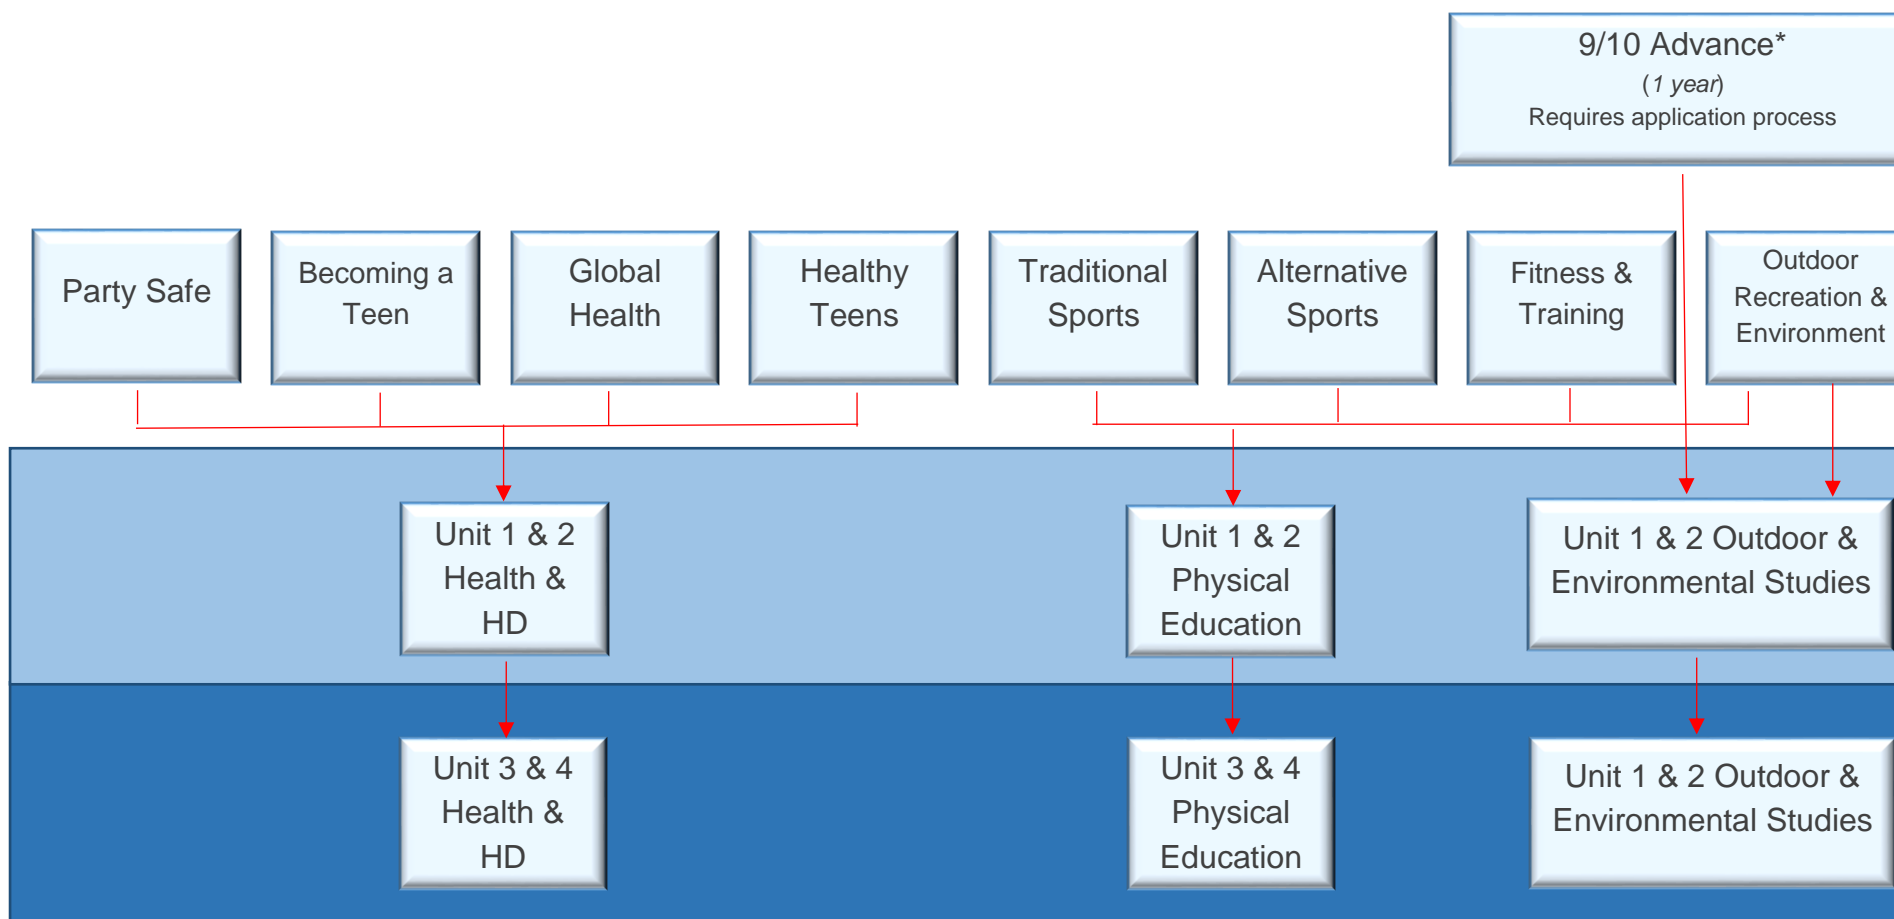 9/10 Advance*
(1 year)
Requires application process
Party Safe
Becoming a
Teen
Global
Health
Healthy
Teens
Traditional
Sports
Alternative
Sports
Fitness &
Training
Outdoor
Recreation &
Environment
Unit 1 & 2
Health &
HD
Unit 1 & 2
Physical
Education
Unit 1 & 2 Outdoor &
Environmental Studies
Unit 3 & 4
Health &
HD
Unit 3 & 4
Physical
Education
Unit 1 & 2 Outdoor &
Environmental Studies